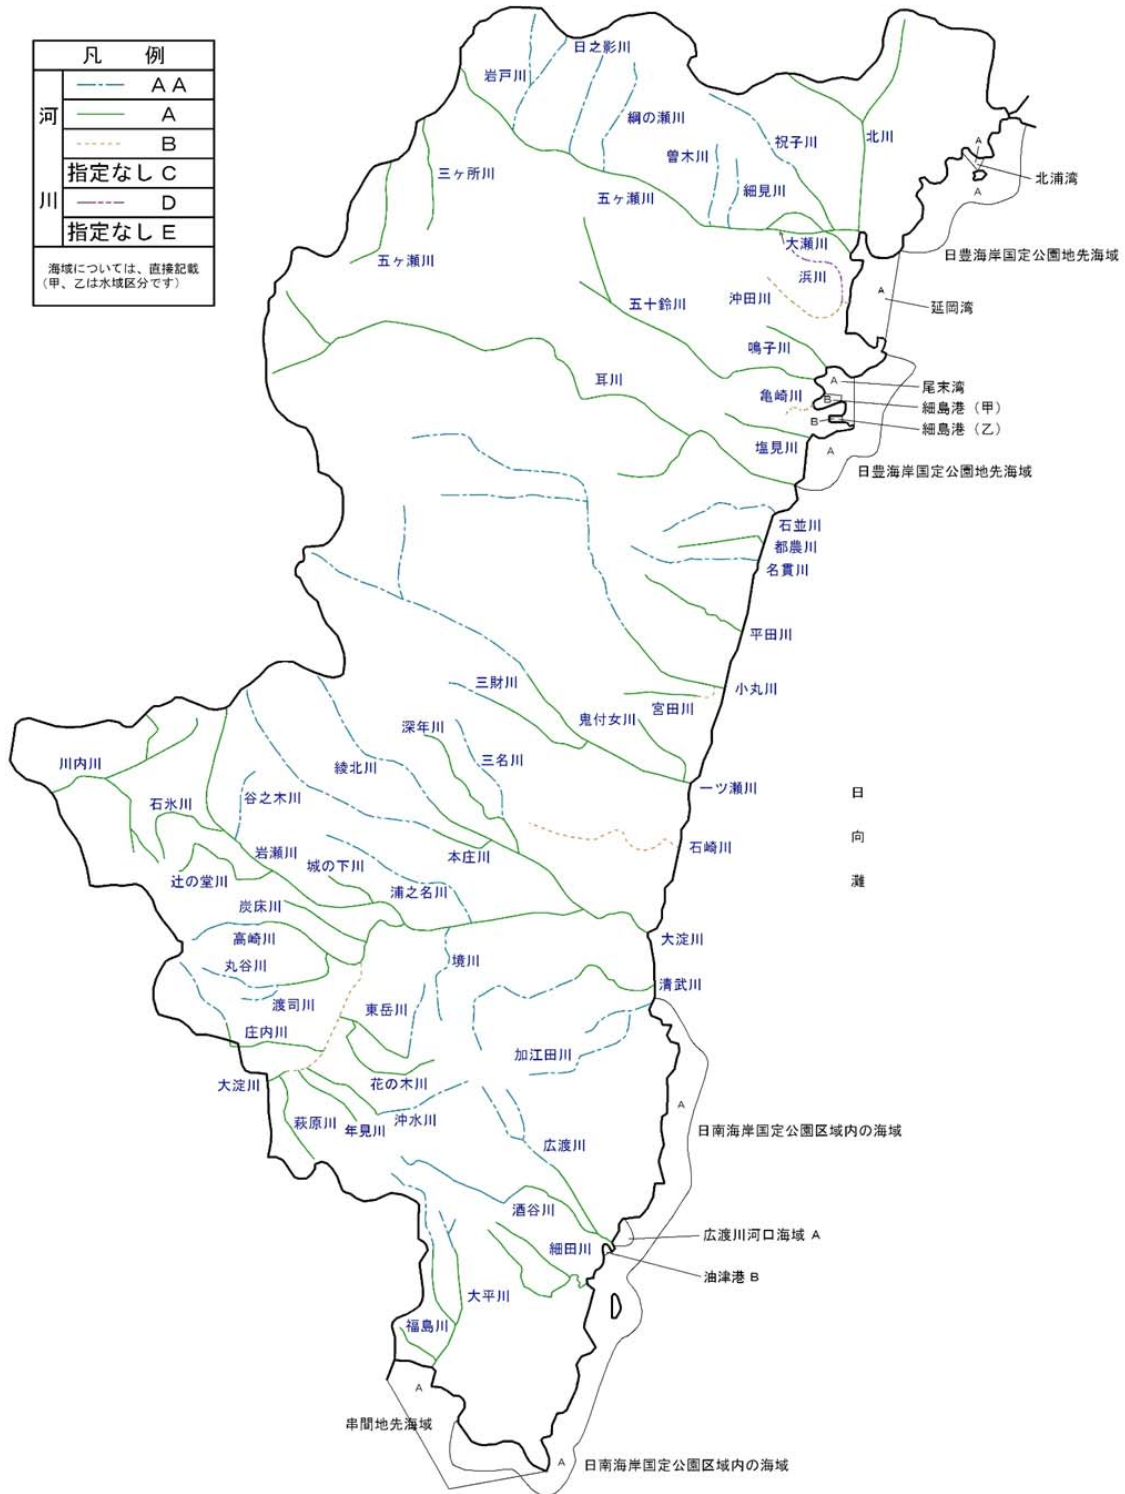 凡 例
河川
AA
A
B
指定なし C
D
指定なし E
海域については、直接記載
(甲、乙は水域区分です)
日之影川
岩戸川
綱の瀬川
祝子川
北川
曽木川
細見川
三ヶ所川
五ヶ瀬川
五ヶ瀬川
A
北浦湾
A
大瀬川
日豊海岸国定公園地先海域
浜川
沖田川
A
延岡湾
五十鈴川
鳴子川
耳川
A
尾末湾
亀崎川
B
細島港(甲)
B
細島港(乙)
塩見川
A
日豊海岸国定公園地先海域
石並川
都農川
名貫川
平田川
小丸川
三財川
宮田川
鬼付女川
深年川
三名川
川内川
綾北川
一ツ瀬川
谷之木川
石氷川
日向灘
石崎川
岩瀬川
本庄川
城の下川
辻の堂川
浦之名川
炭床川
高崎川
大淀川
丸谷川
境川
清武川
渡司川
東岳川
庄内川
加江田川
大淀川
花の木川
萩原川
年見川
沖水川
A
日南海岸国定公園区域内の海域
広渡川
酒谷川
広渡川河口海域 A
細田川
油津港 B
大平川
福島川
A
串間地先海域
A
日南海岸国定公園区域内の海域